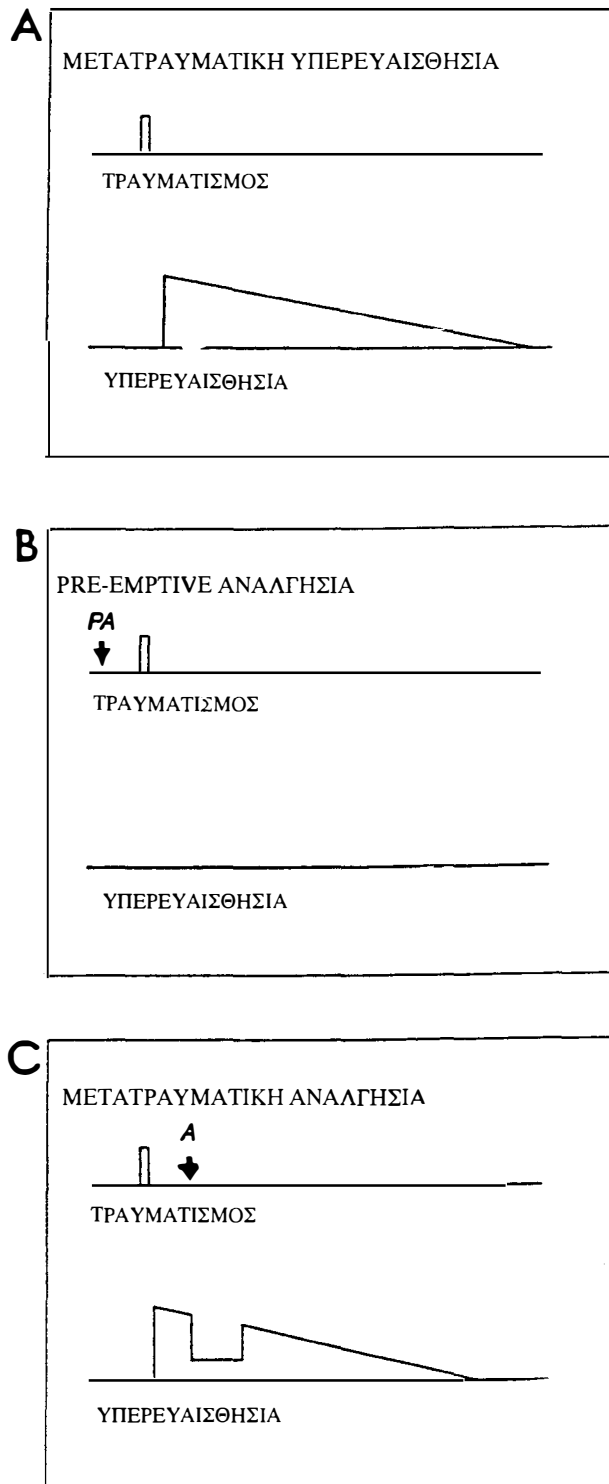 A
ΜΕΤΑΤΡΑΥΜΑΤΙΚΗ ΥΠΕΡΕΥΑΙΣΘΗΣΙΑ
ΤΡΑΥΜΑΤΙΣΜΟΣ
ΥΠΕΡΕΥΑΙΣΘΗΣΙΑ
B
PRE-EMPTIVE ΑΝΑΛΓΗΣΙΑ
PA
ΤΡΑΥΜΑΤΙΣΜΟΣ
ΥΠΕΡΕΥΑΙΣΘΗΣΙΑ
C
ΜΕΤΑΤΡΑΥΜΑΤΙΚΗ ΑΝΑΛΓΗΣΙΑ
A
ΤΡΑΥΜΑΤΙΣΜΟΣ
ΥΠΕΡΕΥΑΙΣΘΗΣΙΑ